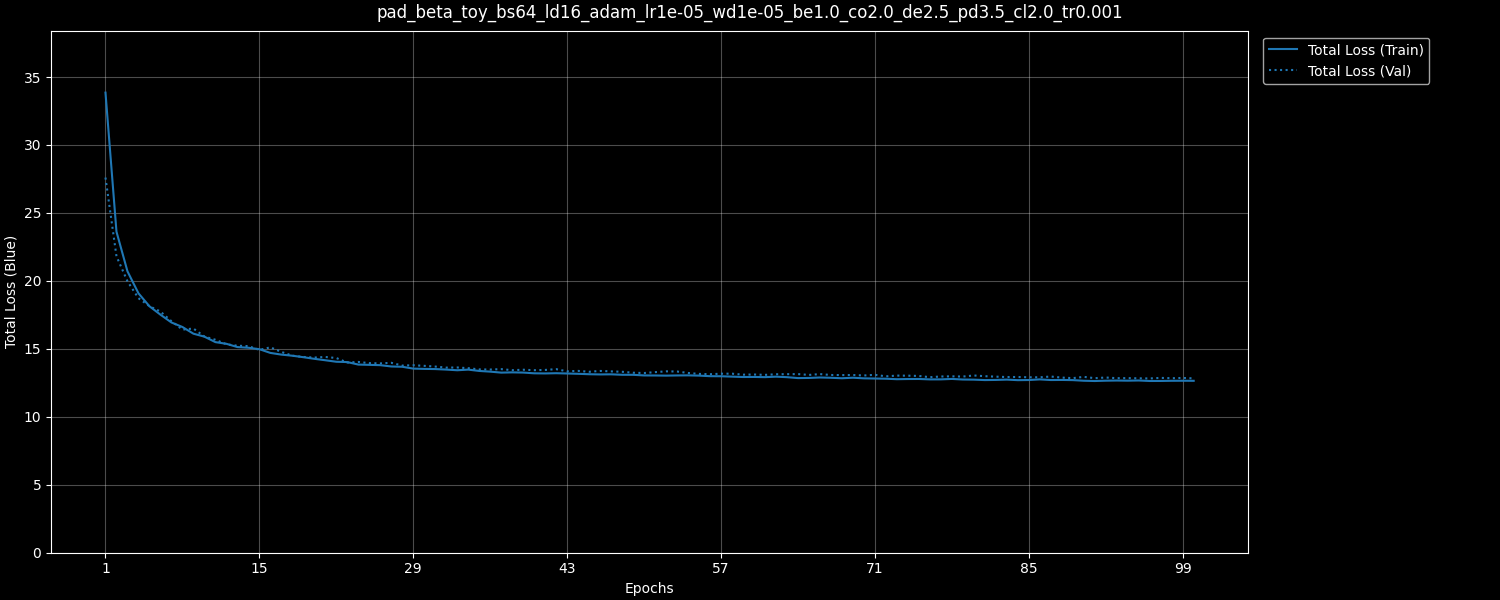 pad_beta_toy_bs64_ld16_adam_lr1e-05_wd1e-05_be1.0_co2.0_de2.5_pd3.5_cl2.0_tr0.001
Total Loss (Train)
Total Loss (Val)
Total Loss (Blue)
35
30
25
20
15
10
5
0
1 15 29 43 57 71 85 99
Epochs